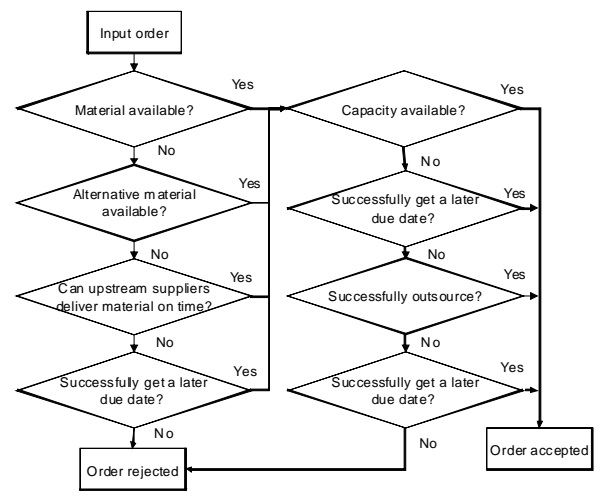 Input order
Material available?
Yes
No
Alternative material
available?
Yes
No
Can upstream suppliers
deliver material on time?
Yes
No
Successfully get a later
due date?
Yes
No
Order rejected
Capacity available?
Yes
No
Successfully get a later
due date?
Yes
No
Successfully outsource?
Yes
No
Successfully get a later
due date?
Yes
No
Order accepted